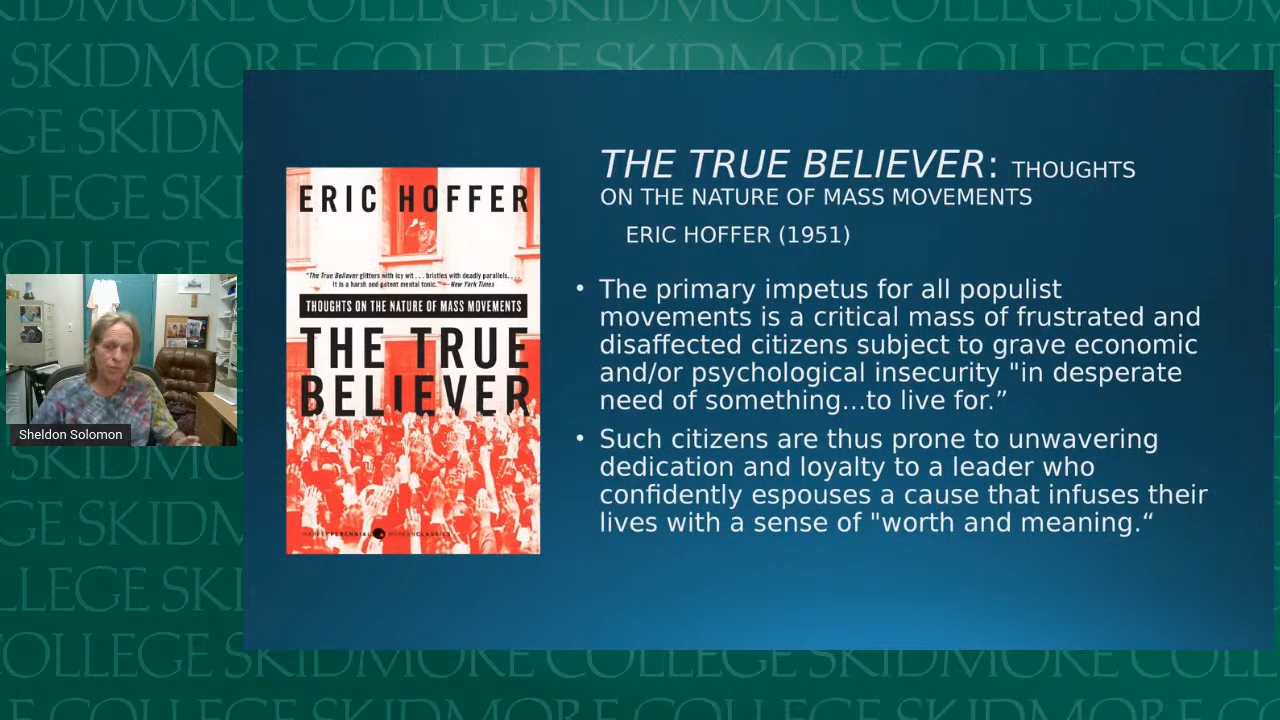 SKIDMORE COLLEGE
THE TRUE BELIEVER: THOUGHTS
ON THE NATURE OF MASS MOVEMENTS
ERIC HOFFER (1951)
• The primary impetus for all populist
movements is a critical mass of frustrated and
disaffected citizens subject to grave economic
and/or psychological insecurity "in desperate
need of something...to live for.”
• Such citizens are thus prone to unwavering
dedication and loyalty to a leader who
confidently espouses a cause that infuses their
lives with a sense of "worth and meaning.“
ERIC HOFFER
"The True Believer glitters with icy wit . . . bristles with deadly parallels. . . .
It is a harsh and potent mental tonic." —New York Times
THOUGHTS ON THE NATURE OF MASS MOVEMENTS
THE TRUE
BELIEVER
PERENNIAL MODERN CLASSICS
Sheldon Solomon